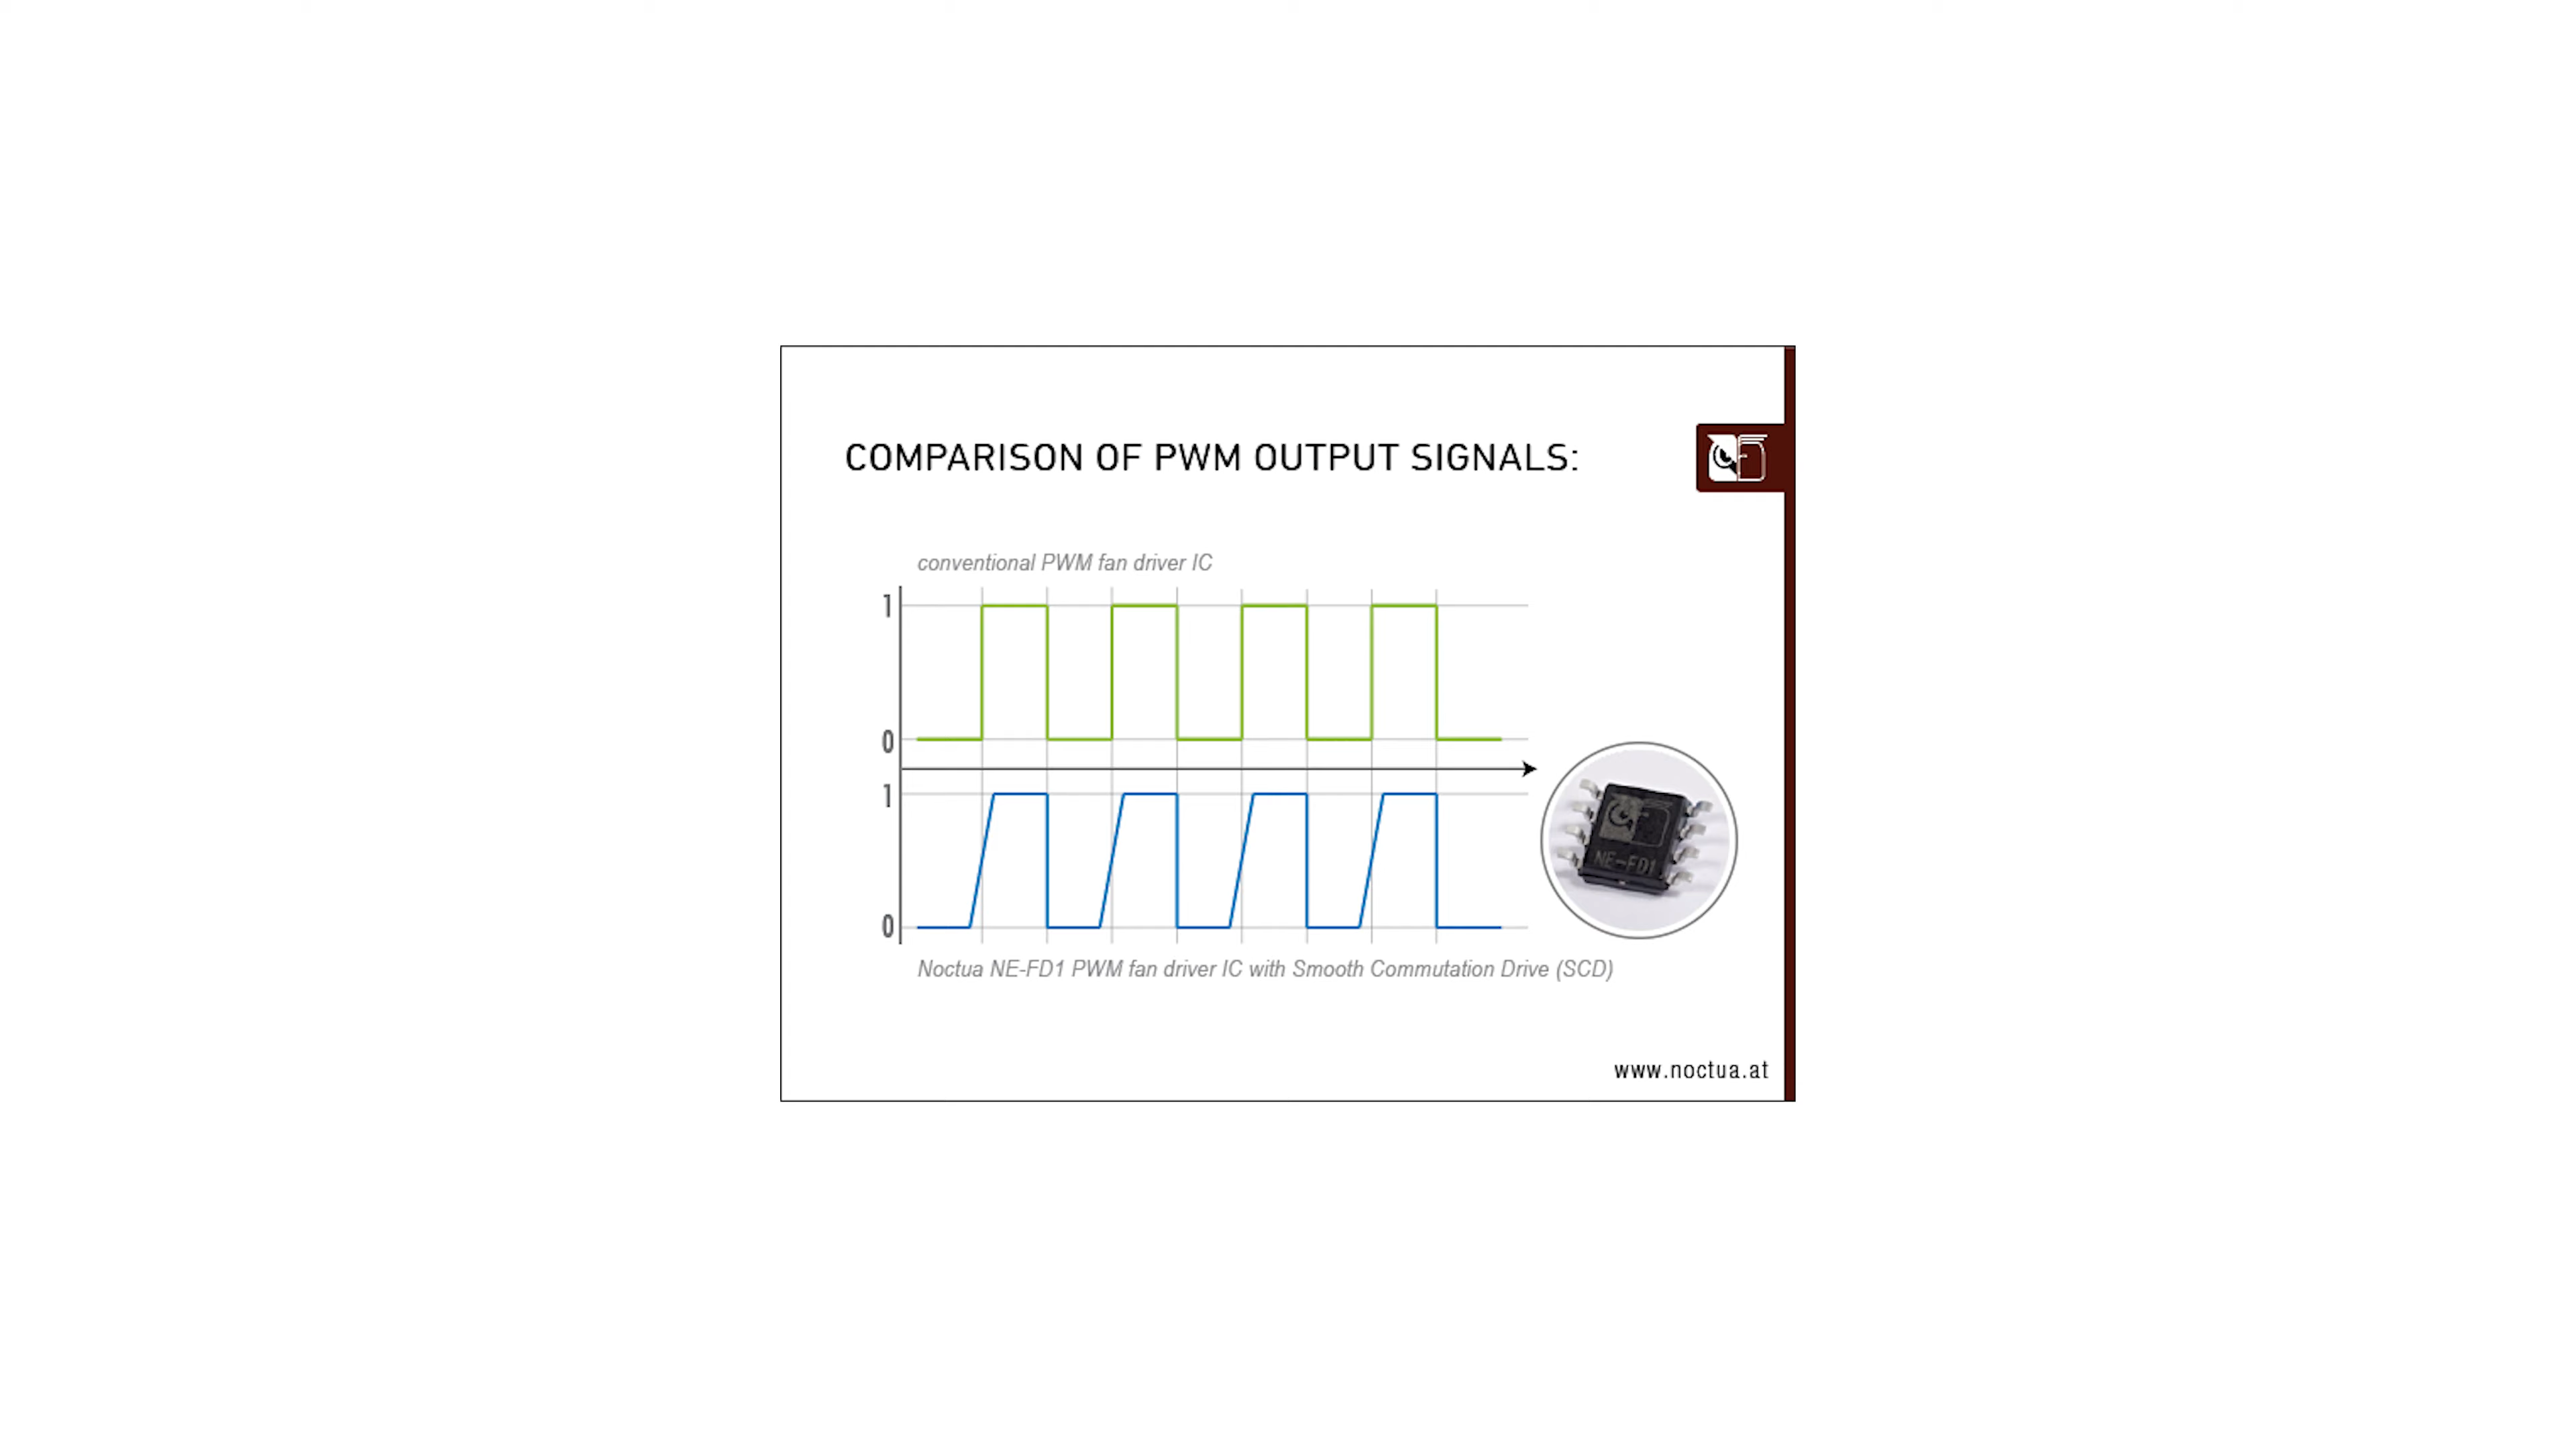 COMPARISON OF PWM OUTPUT SIGNALS:
conventional PWM fan driver IC
1
0
1
0
NE-FD1
Noctua NE-FD1 PWM fan driver IC with Smooth Commutation Drive (SCD)
www.noctua.at